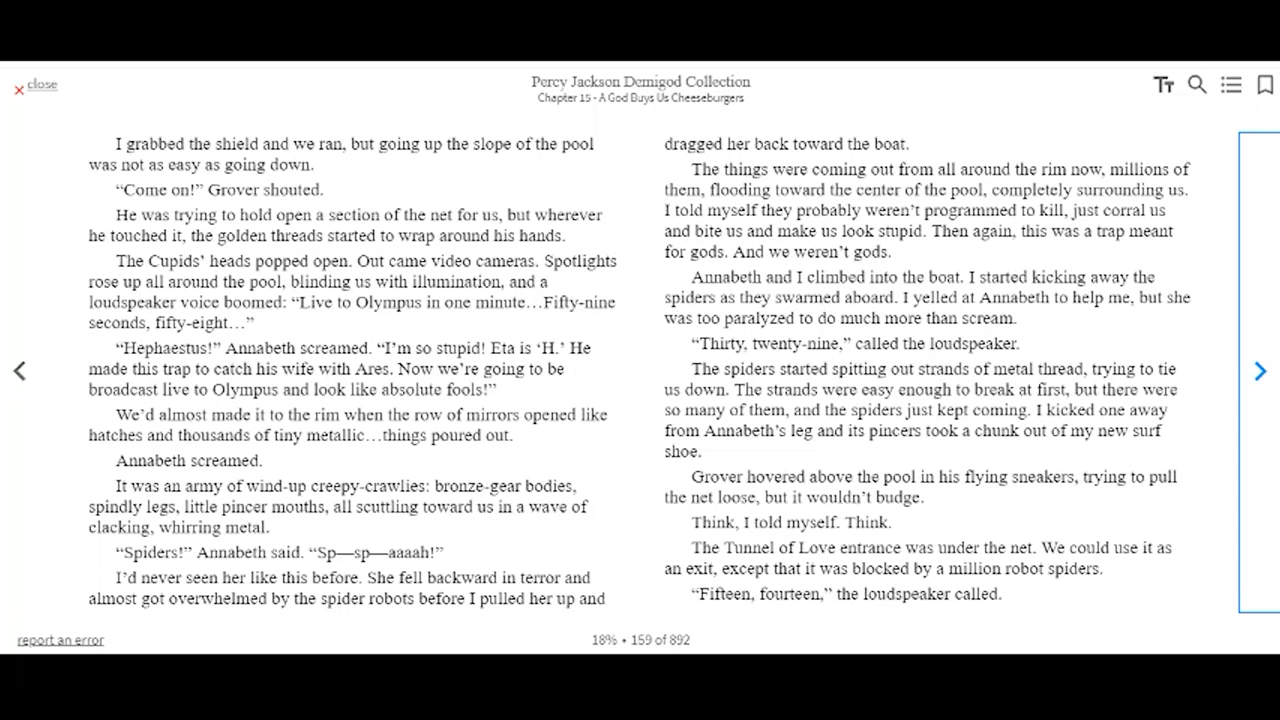 close
Percy Jackson Demigod Collection
Chapter 15 - A God Buys Us Cheeseburgers
I grabbed the shield and we ran, but going up the slope of the pool
was not as easy as going down.
“Come on!” Grover shouted.
He was trying to hold open a section of the net for us, but wherever
he touched it, the golden threads started to wrap around his hands.
The Cupids’ heads popped open. Out came video cameras. Spotlights
rose up all around the pool, blinding us with illumination, and a
loudspeaker voice boomed: “Live to Olympus in one minute…Fifty-nine
seconds, fifty-eight…”
“Hephaestus!” Annabeth screamed. “I’m so stupid! Eta is ‘H.’ He
made this trap to catch his wife with Ares. Now we’re going to be
broadcast live to Olympus and look like absolute fools!”
We’d almost made it to the rim when the row of mirrors opened like
hatches and thousands of tiny metallic…things poured out.
Annabeth screamed.
It was an army of wind-up creepy-crawlies: bronze-gear bodies,
spindly legs, little pincer mouths, all scuttling toward us in a wave of
clacking, whirring metal.
“Spiders!” Annabeth said. “Sp—sp—aaaah!”
I’d never seen her like this before. She fell backward in terror and
almost got overwhelmed by the spider robots before I pulled her up and
dragged her back toward the boat.
The things were coming out from all around the rim now, millions of
them, flooding toward the center of the pool, completely surrounding us.
I told myself they probably weren’t programmed to kill, just corral us
and bite us and make us look stupid. Then again, this was a trap meant
for gods. And we weren’t gods.
Annabeth and I climbed into the boat. I started kicking away the
spiders as they swarmed aboard. I yelled at Annabeth to help me, but she
was too paralyzed to do much more than scream.
“Thirty, twenty-nine,” called the loudspeaker.
The spiders started spitting out strands of metal thread, trying to tie
us down. The strands were easy enough to break at first, but there were
so many of them, and the spiders just kept coming. I kicked one away
from Annabeth’s leg and its pincers took a chunk out of my new surf
shoe.
Grover hovered above the pool in his flying sneakers, trying to pull
the net loose, but it wouldn’t budge.
Think, I told myself. Think.
The Tunnel of Love entrance was under the net. We could use it as
an exit, except that it was blocked by a million robot spiders.
“Fifteen, fourteen,” the loudspeaker called.
report an error
18% • 159 of 892